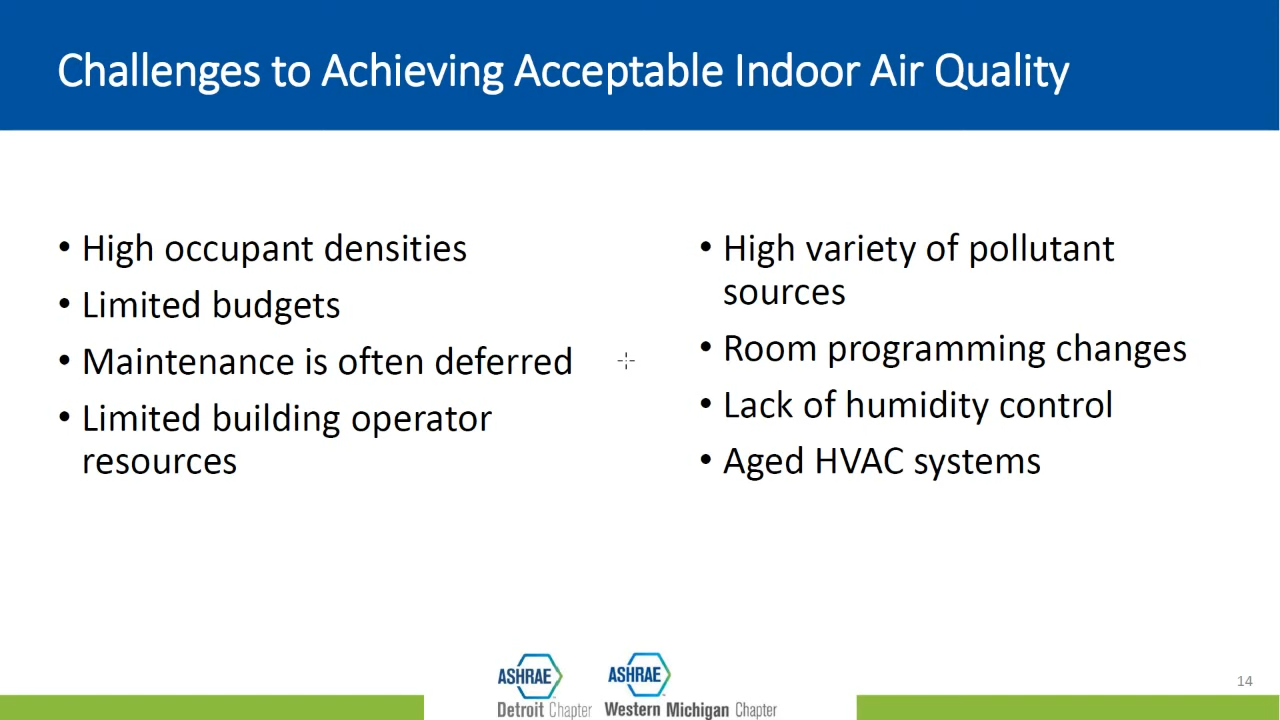 Challenges to Achieving Acceptable Indoor Air Quality
• High occupant densities
• Limited budgets
• Maintenance is often deferred
• Limited building operator
resources
• High variety of pollutant
sources
• Room programming changes
• Lack of humidity control
• Aged HVAC systems
ASHRAE
Detroit Chapter
ASHRAE
Western Michigan Chapter
14